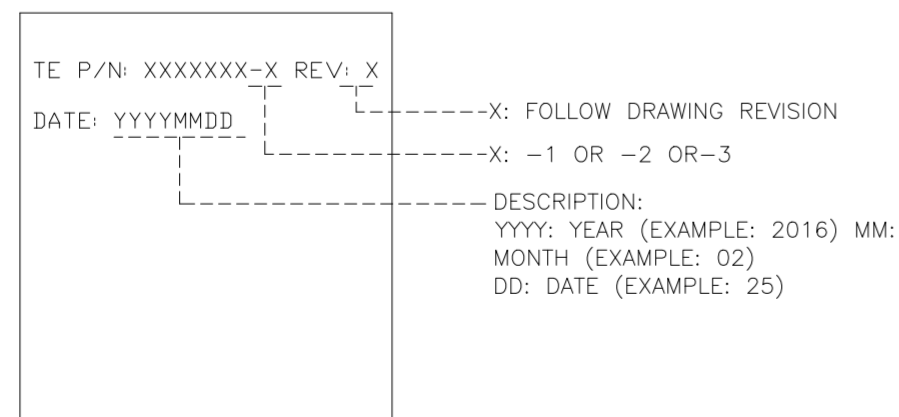 TE P/N: XXXXXXX-X REV: X
DATE: YYYYMMDD
X: FOLLOW DRAWING REVISION
X: -1 OR -2 OR-3
DESCRIPTION:
YYYY: YEAR (EXAMPLE: 2016) MM:
MONTH (EXAMPLE: 02)
DD: DATE (EXAMPLE: 25)